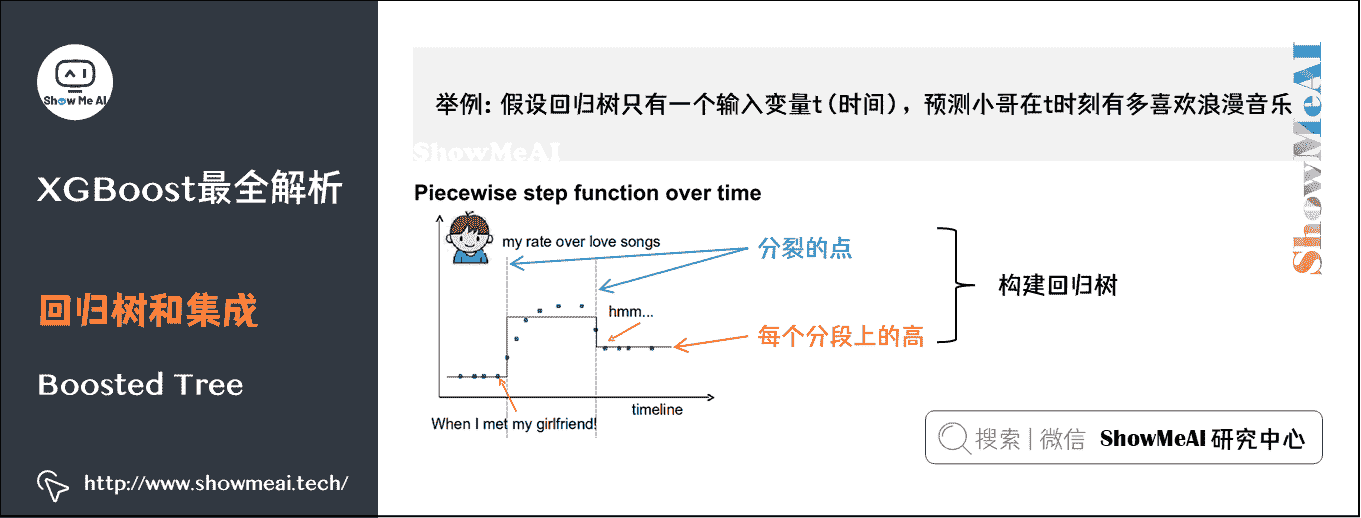 Show Me AI
XGBoost最全解析
回归树和集成
Boosted Tree
http://www.showmeai.tech/
举例: 假设回归树只有一个输入变量t(时间)，预测小哥在t时刻有多喜欢浪漫音乐
ShowMeAI
ShowMeAI
Piecewise step function over time
my rate over love songs
分裂的点
hmm...
构建回归树
每个分段上的高
timeline
When I met my girlfriend!
搜索 | 微信 ShowMeAI 研究中心